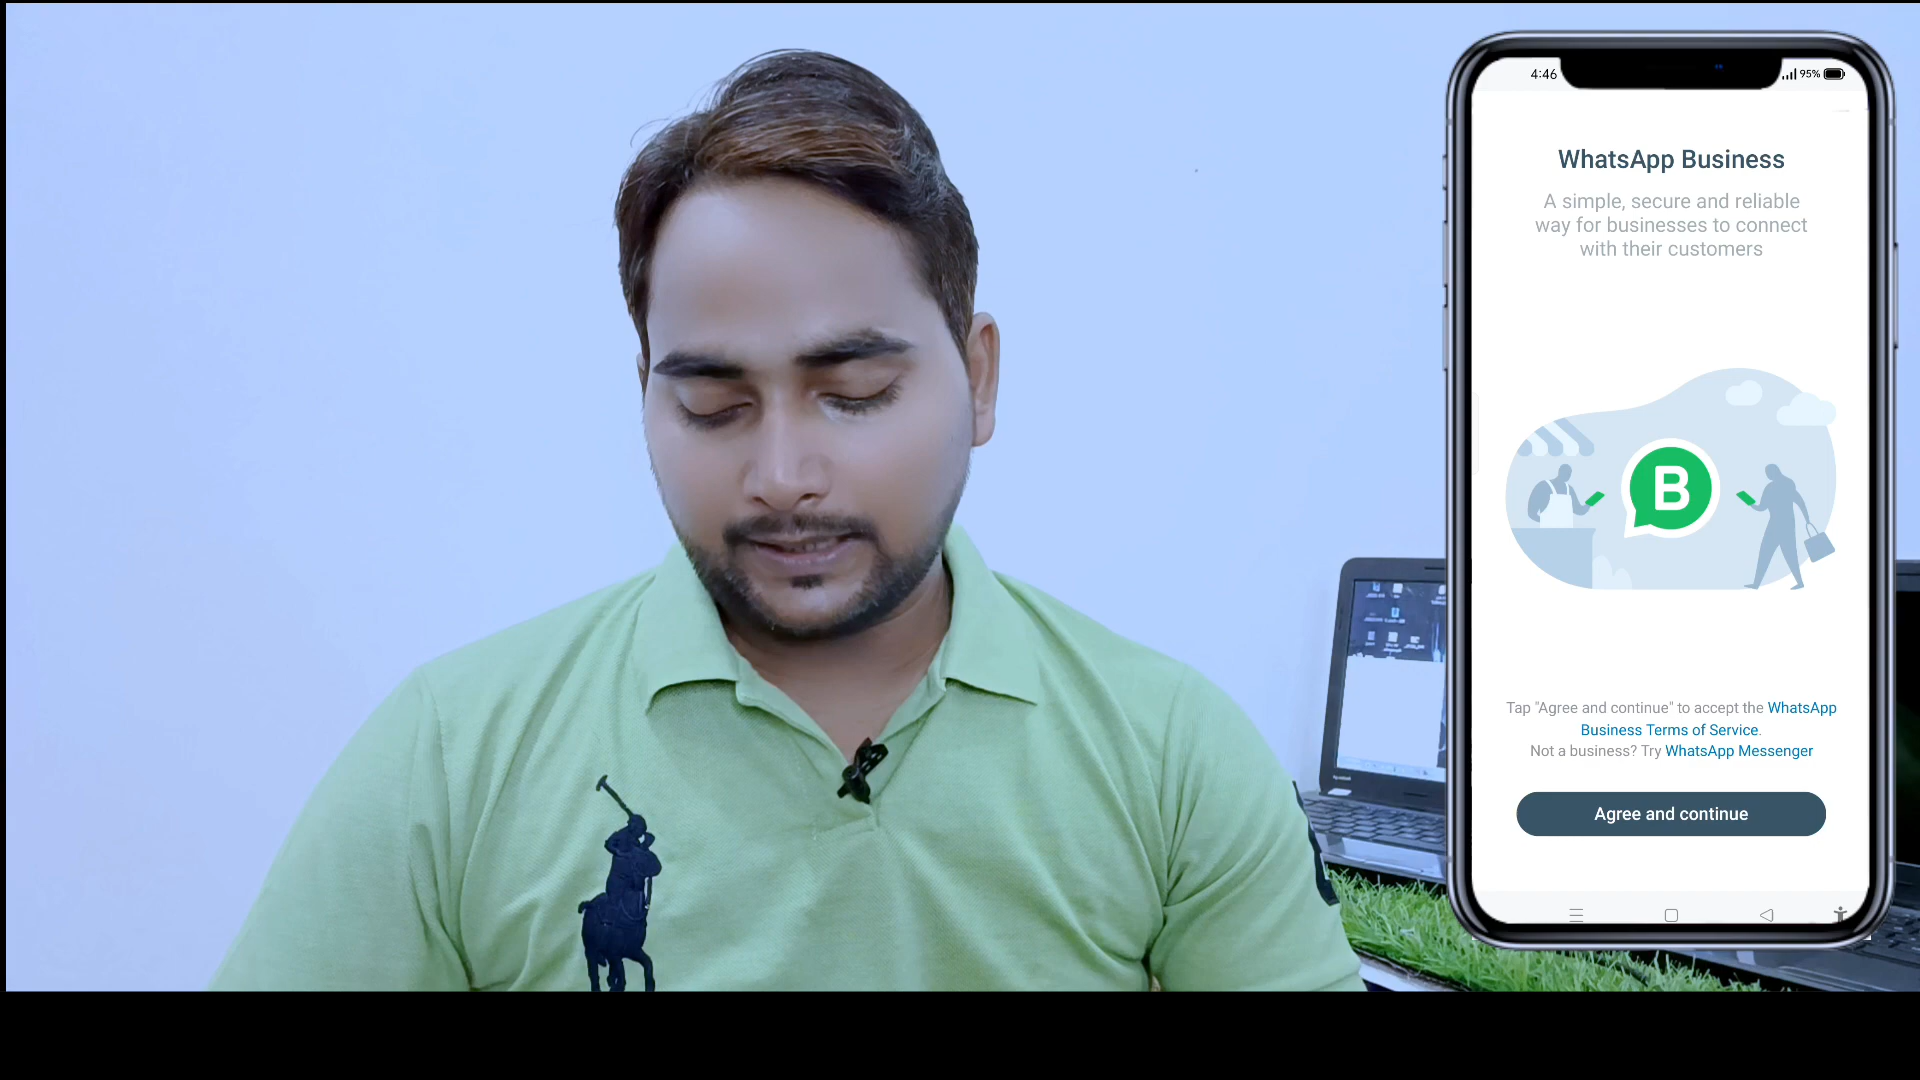 4:46
95%
WhatsApp Business
A simple, secure and reliable
way for businesses to connect
with their customers
B
Tap "Agree and continue" to accept the WhatsApp
Business Terms of Service.
Not a business? Try WhatsApp Messenger
Agree and continue